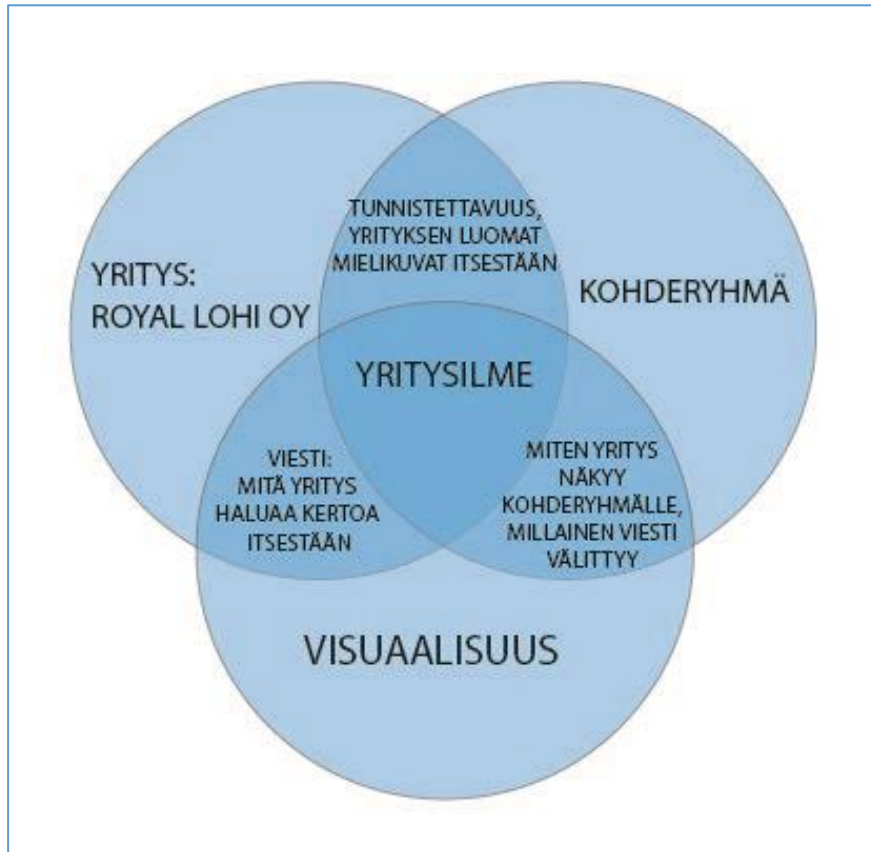 TUNNISTETTAVUUS,
YRITYKSEN LUOMAT
MIELIKUVAT ITSESTÄÄN
YRITYS:
ROYAL LOHI OY
KOHDERYHMÄ
YRITYSILME
VIESTI:
MITÄ YRITYS
HALUAA KERTOA
ITSESTÄÄN
MITEN YRITYS
NÄKYY
KOHDERYHMÄLLE,
MILLAINEN VIESTI
VÄLITTYY
VISUAALISUUS